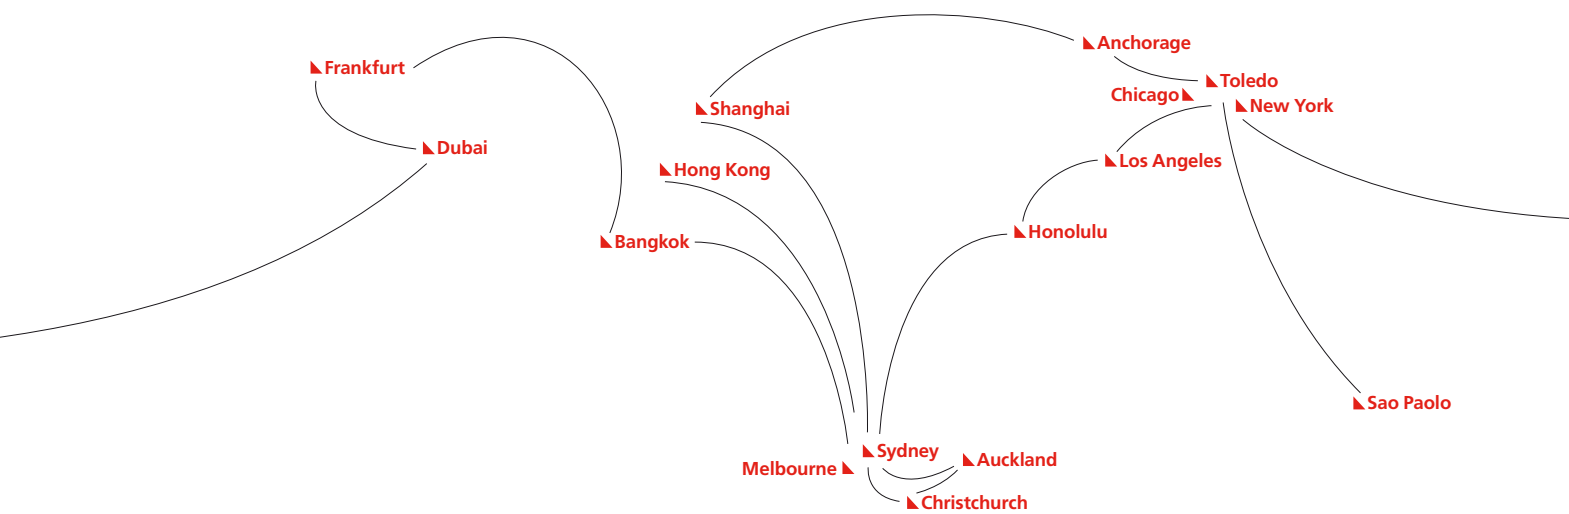 Anchorage
Frankfurt
Toledo
Chicago
New York
Shanghai
Dubai
Los Angeles
Hong Kong
Honolulu
Bangkok
Sao Paolo
Sydney
Auckland
Melbourne
Christchurch